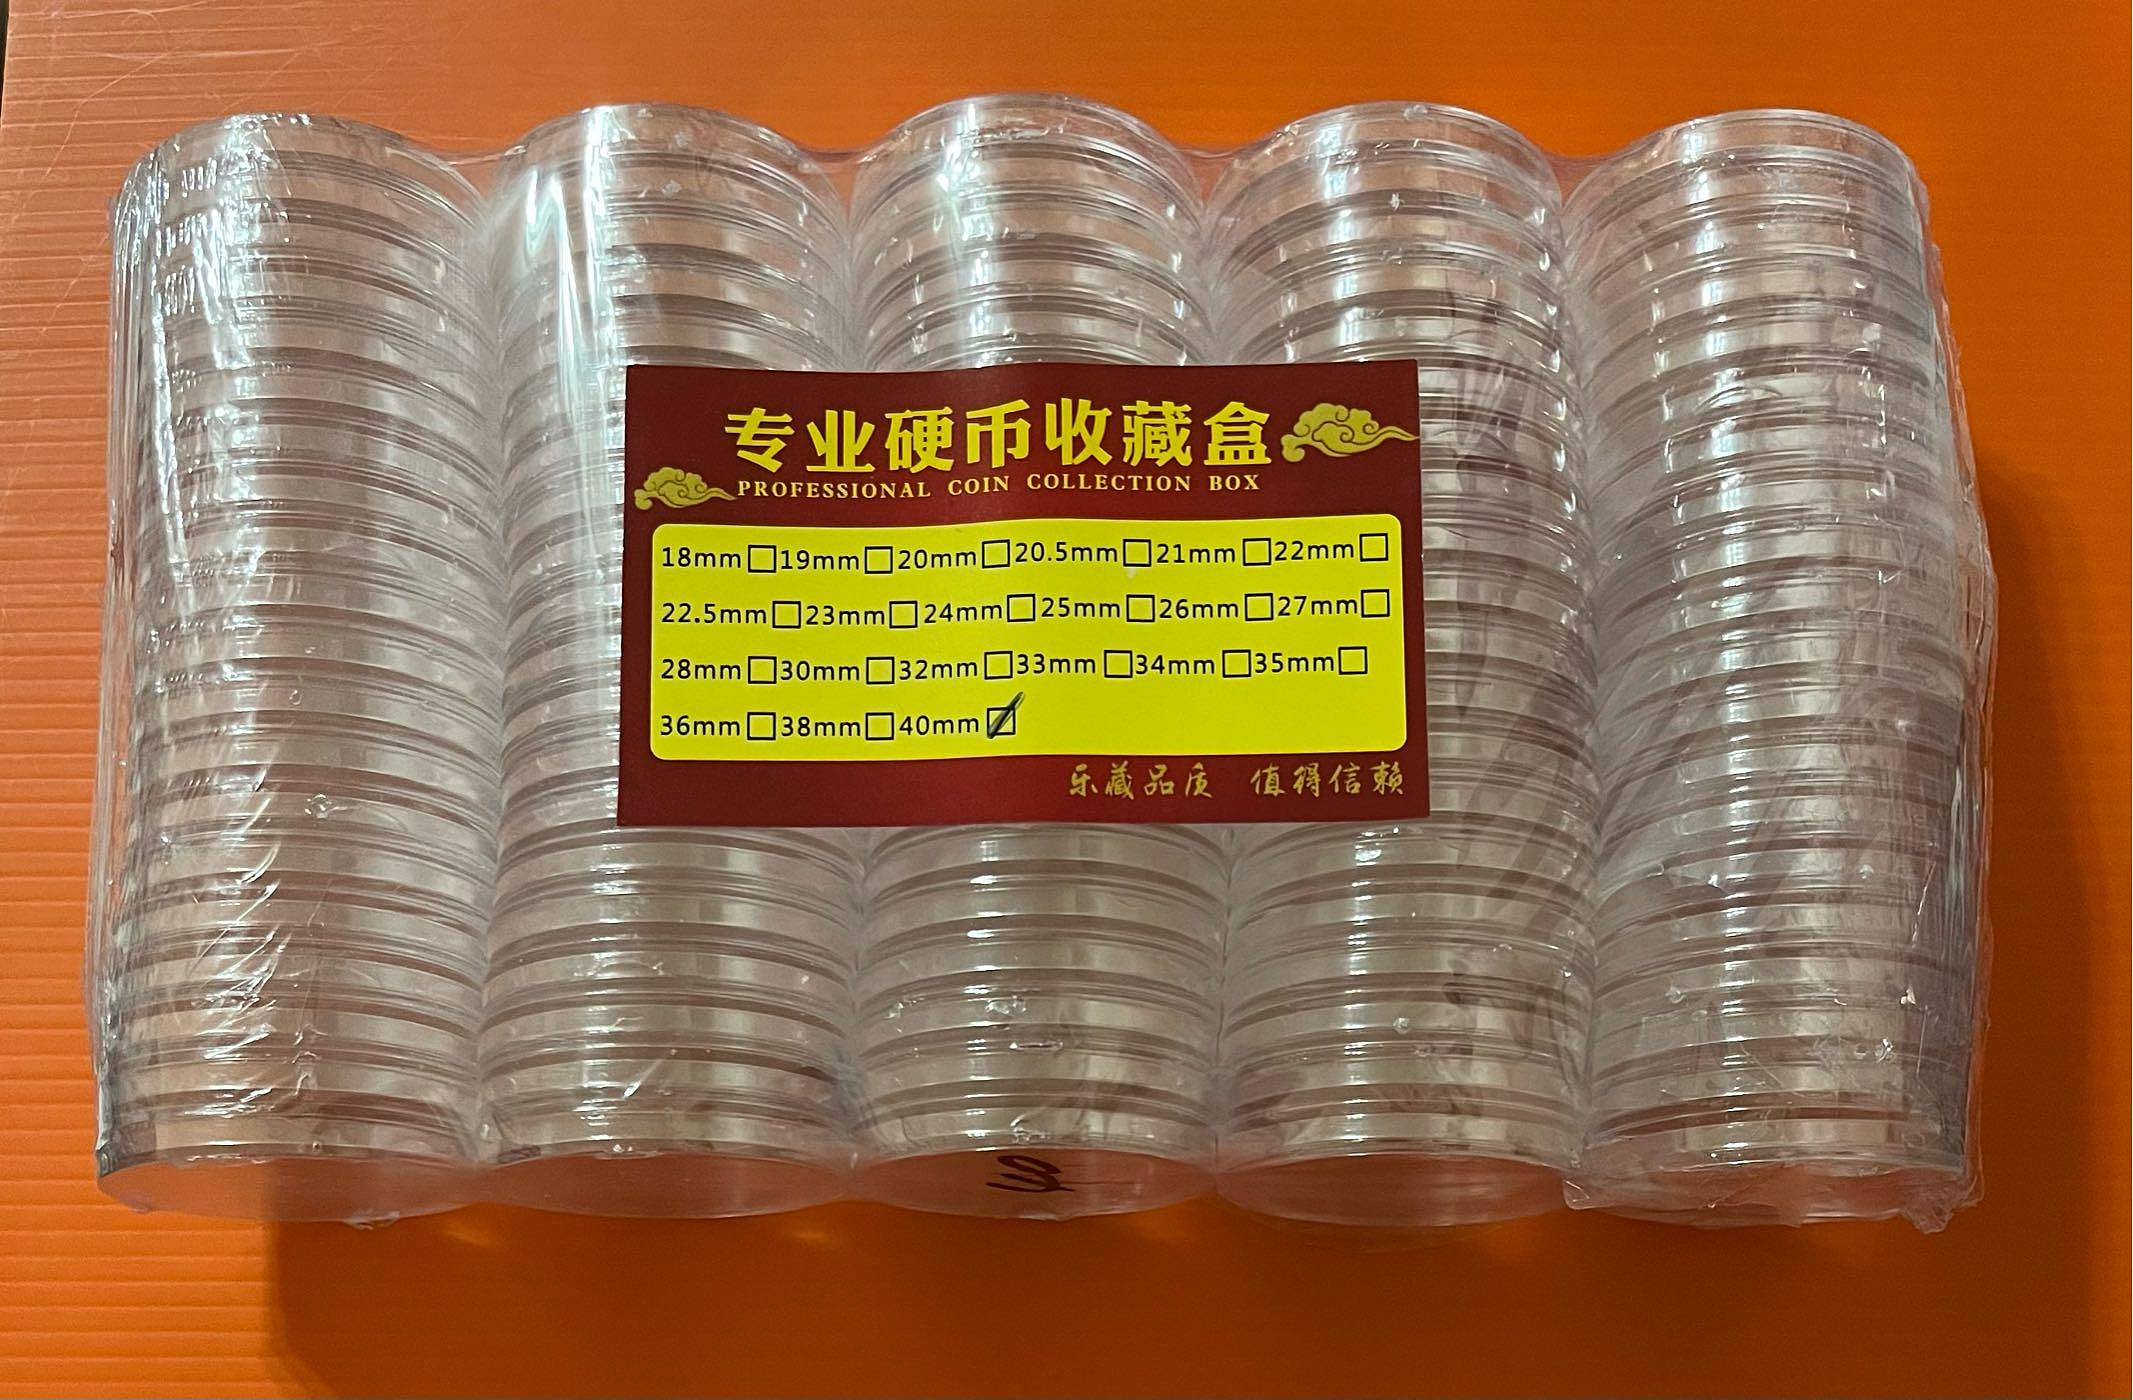 专业硬币收藏盒
PROFESSIONAL COIN COLLECTION BOX
18mm□19mm□20mm□20.5mm□21mm□22mm□
22.5mm□23mm□24mm□25mm□26mm□27mm□
28mm□30mm□32mm□33mm□34mm□35mm□
36mm□38mm□40mm☑
乐藏品质 值得信赖